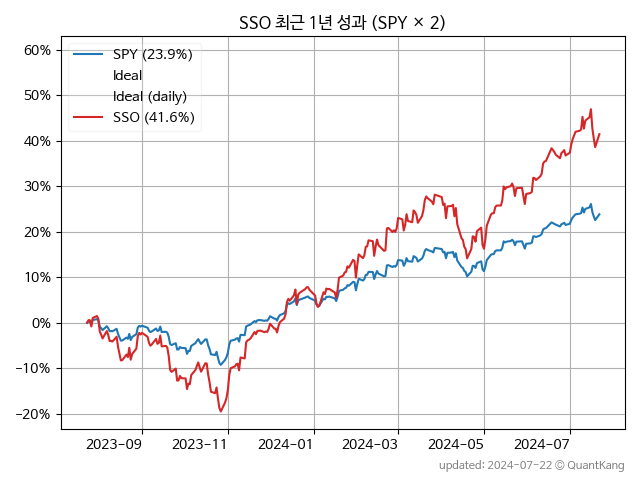 SSO 최근 1년 성과 (SPY × 2)
60%
50%
40%
30%
20%
10%
0%
−10%
−20%
SPY (23.9%)
Ideal
Ideal (daily)
SSO (41.6%)
2023-09
2023-11
2024-01
2024-03
2024-05
2024-07
updated: 2024-07-22 © QuantKang